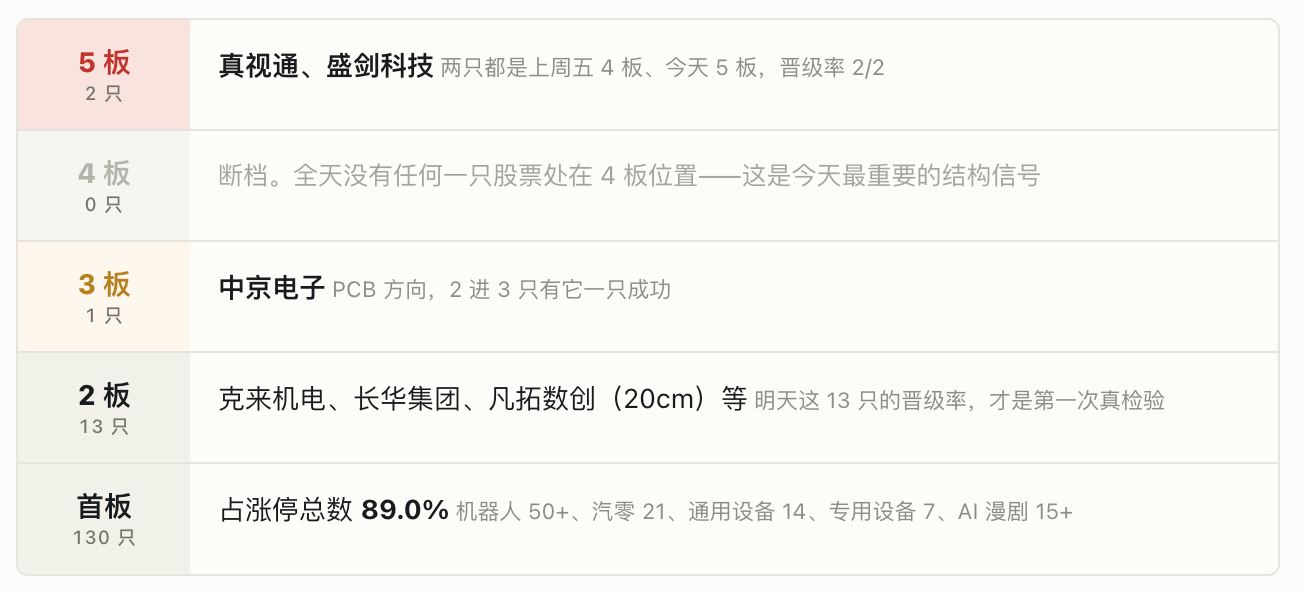 5 板
2 只
真视通、盛剑科技 两只都是上周五 4 板、今天 5 板，晋级率 2/2
4 板
0 只
断档。全天没有任何一只股票处在 4 板位置——这是今天最重要的结构信号
3 板
1 只
中京电子 PCB 方向，2 进 3 只有它一只成功
2 板
13 只
克来机电、长华集团、凡拓数创（20cm）等 明天这 13 只的晋级率，才是第一次真检验
首板
130 只
占涨停总数 89.0% 机器人 50+、汽零 21、通用设备 14、专用设备 7、AI 漫剧 15+